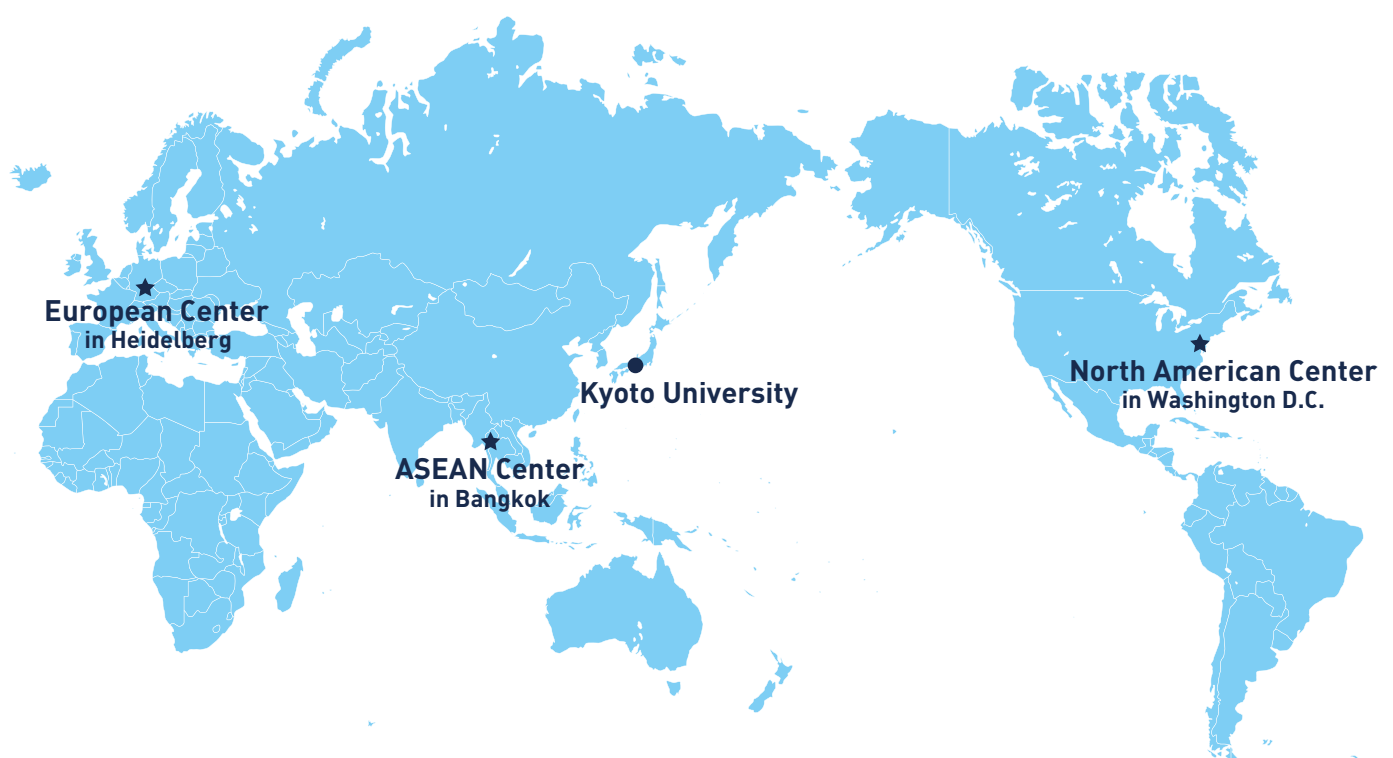 European Center
in Heidelberg
Kyoto University
North American Center
in Washington D.C.
ASEAN Center
in Bangkok